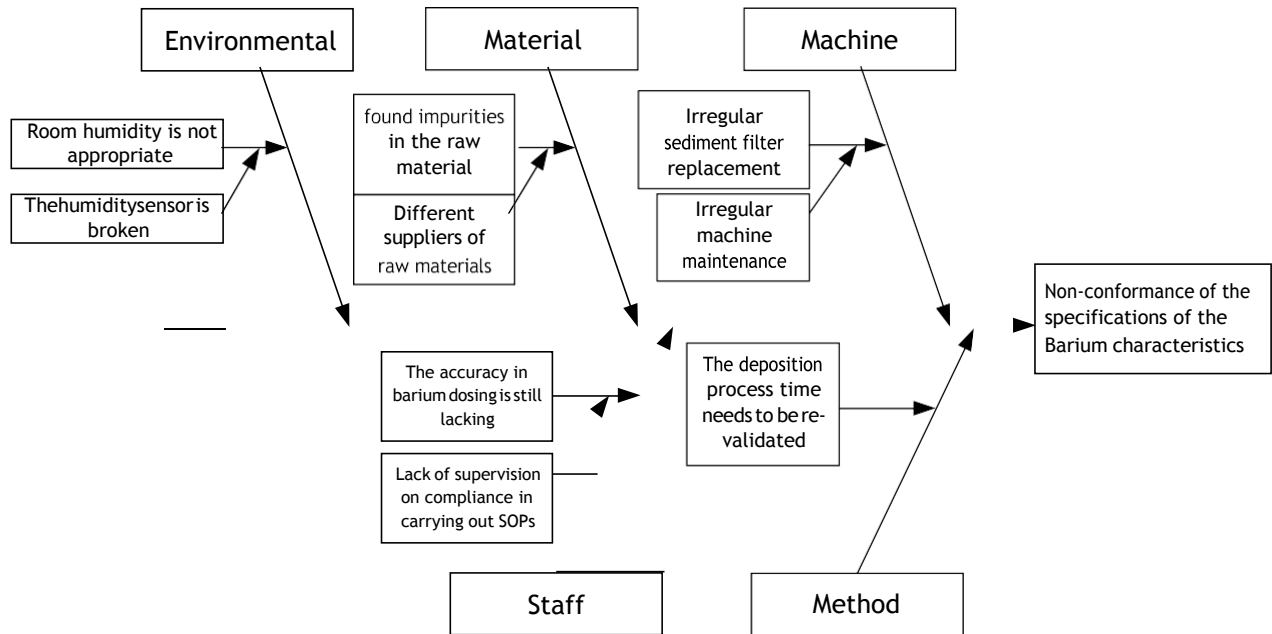 Environmental
Material
Machine
Room humidity is not
appropriate
Thehumiditysensor is
broken
found impurities
in the raw
material
Different
suppliers of
raw materials
Irregular
sediment filter
replacement
Irregular
machine
maintenance
Non-conformance of the
specifications of the
Barium characteristics
The accuracy in
barium dosing is still
lacking
Lack of supervision
on compliance in
carrying out SOPs
The deposition
process time
needs to be re-
validated
Staff
Method